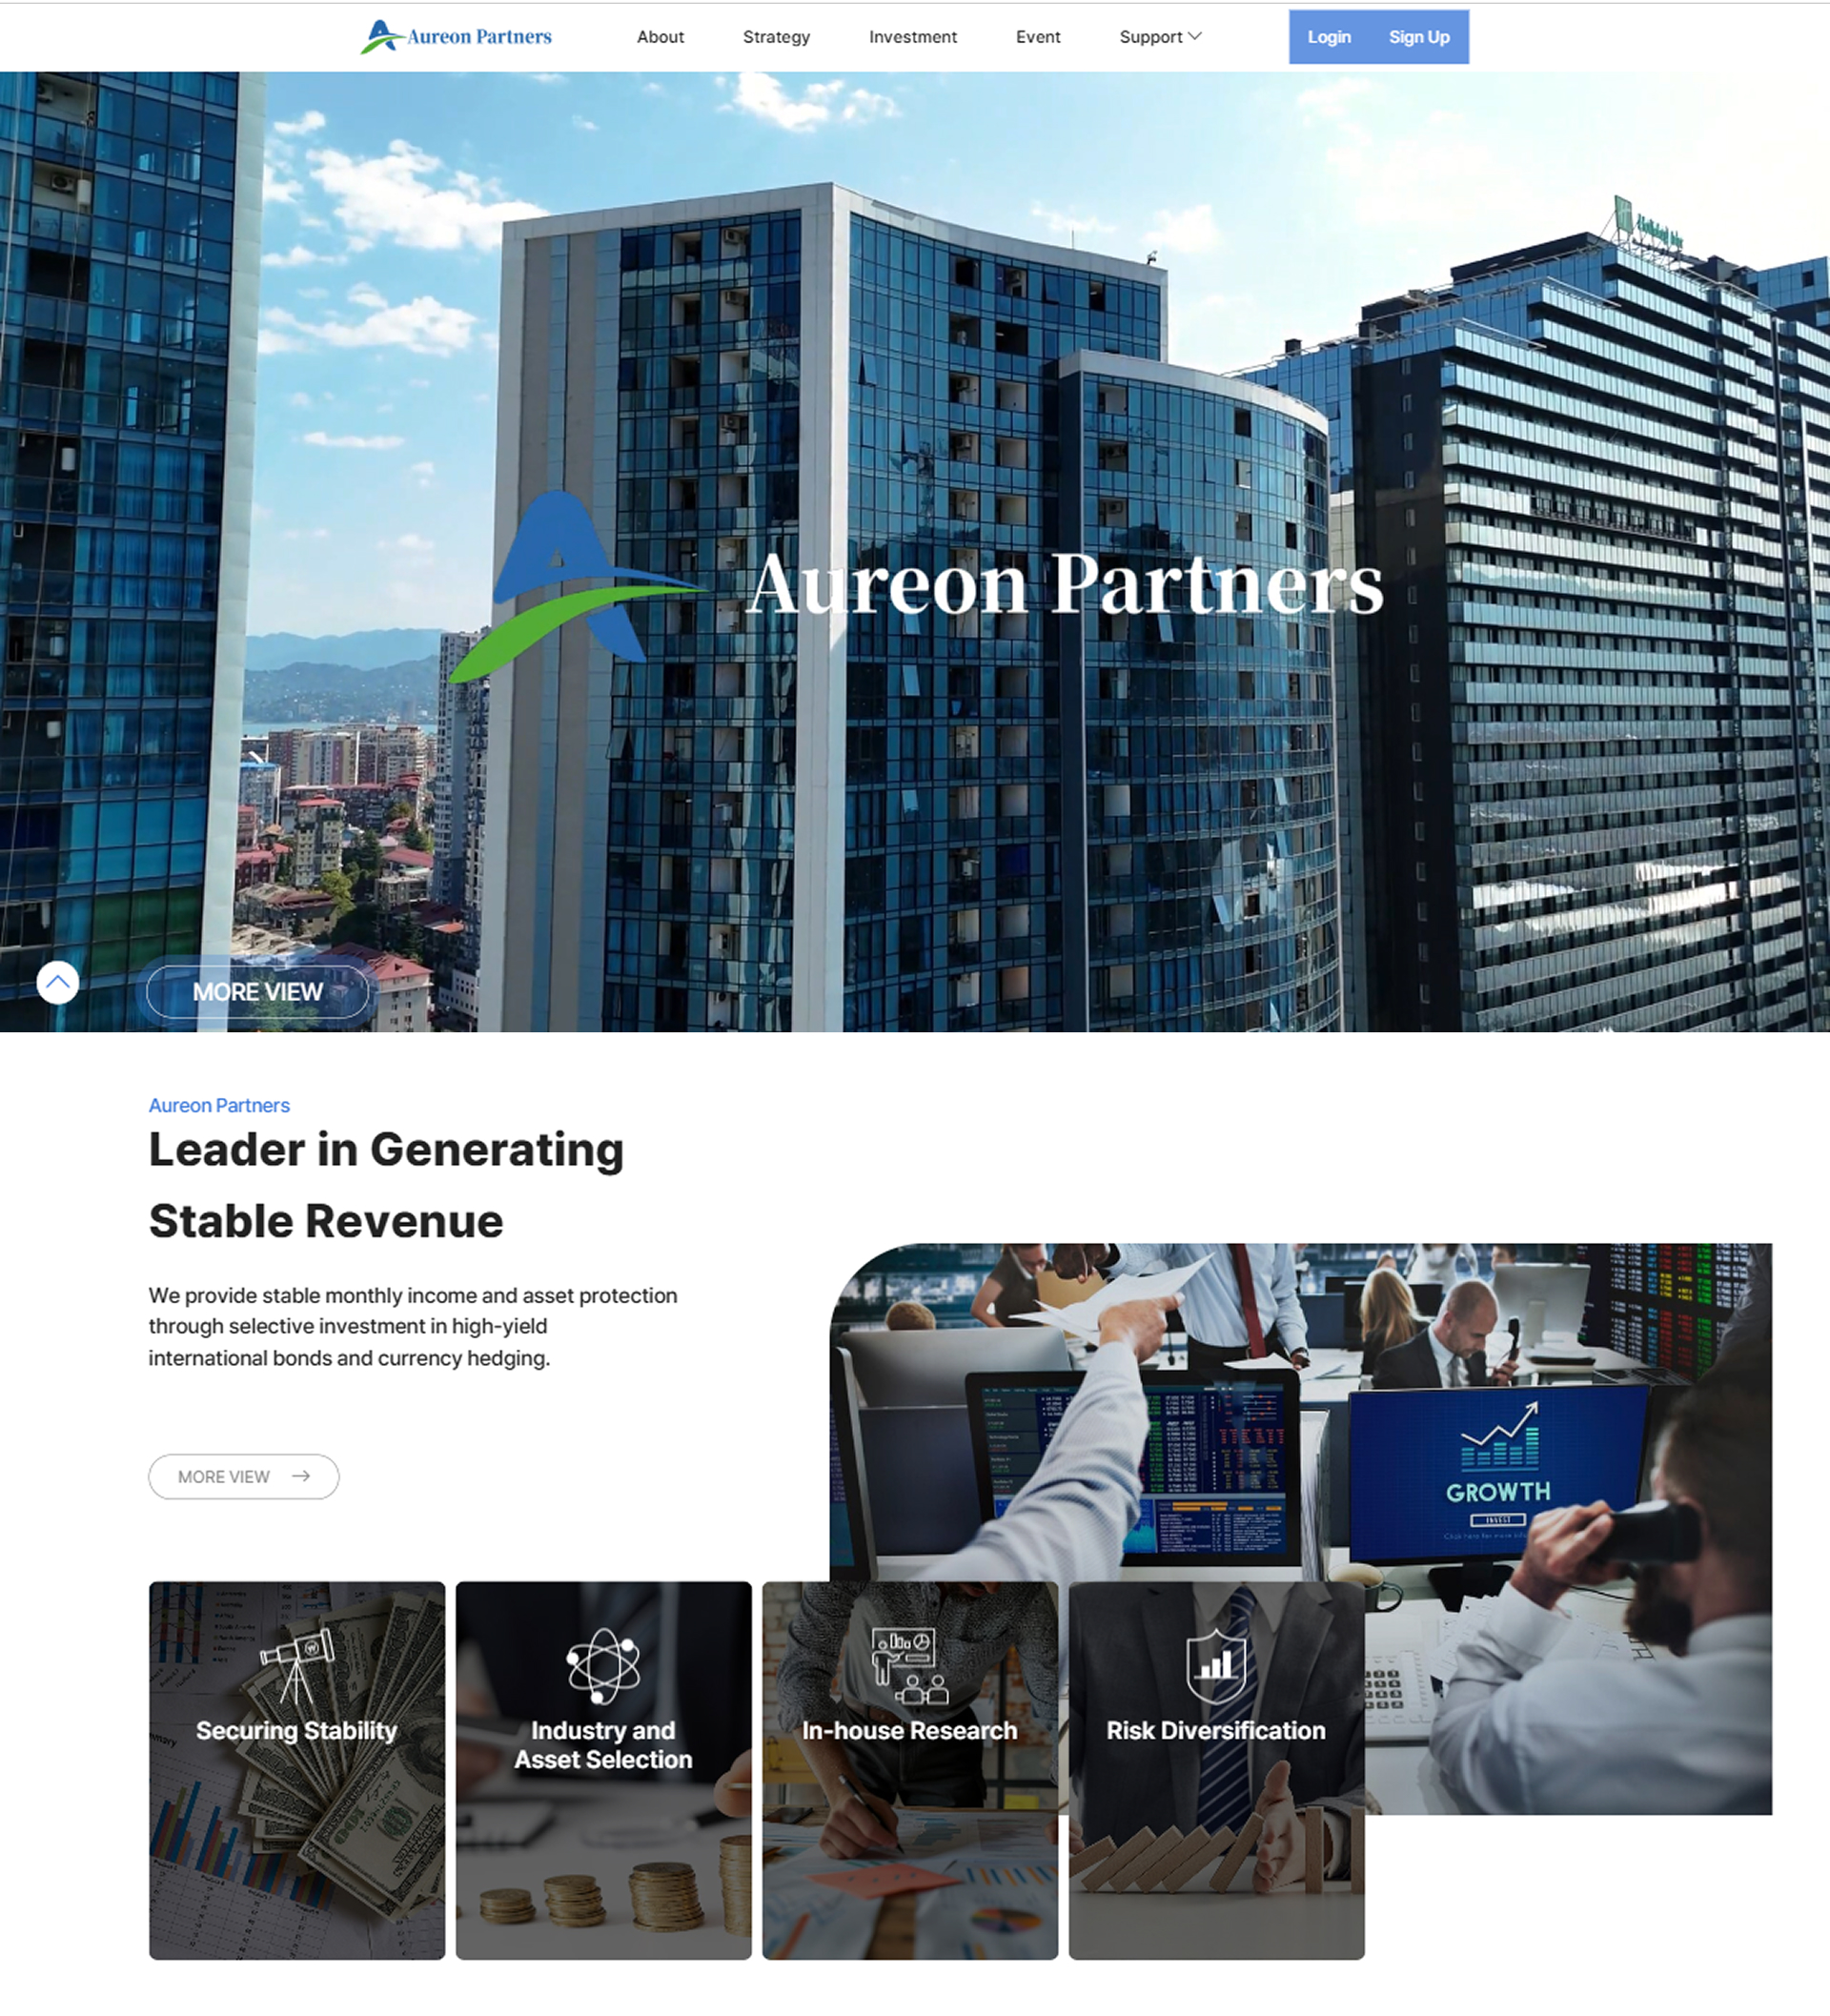 Aureon Partners
About
Strategy
Investment
Event
Support
Login
Sign Up
Aureon Partners
MORE VIEW
Aureon Partners
Leader in Generating
Stable Revenue
We provide stable monthly income and asset protection
through selective investment in high-yield
international bonds and currency hedging.
MORE VIEW
GROWTH
INVEST
Securing Stability
Industry and
Asset Selection
In-house Research
Risk Diversification